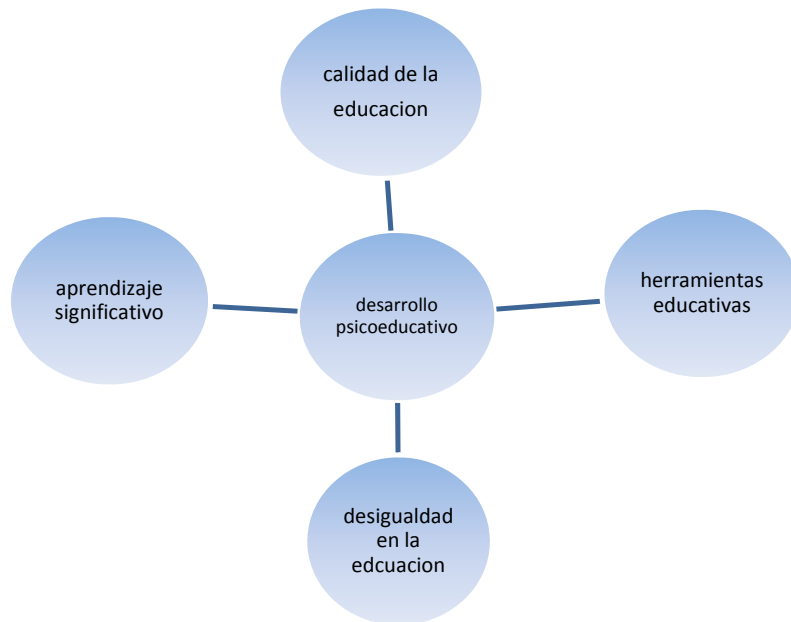 calidad de la
educacion
aprendizaje
significativo
desarrollo
psicoeducativo
herramientas
educativas
desigualdad
en la
edcuacion